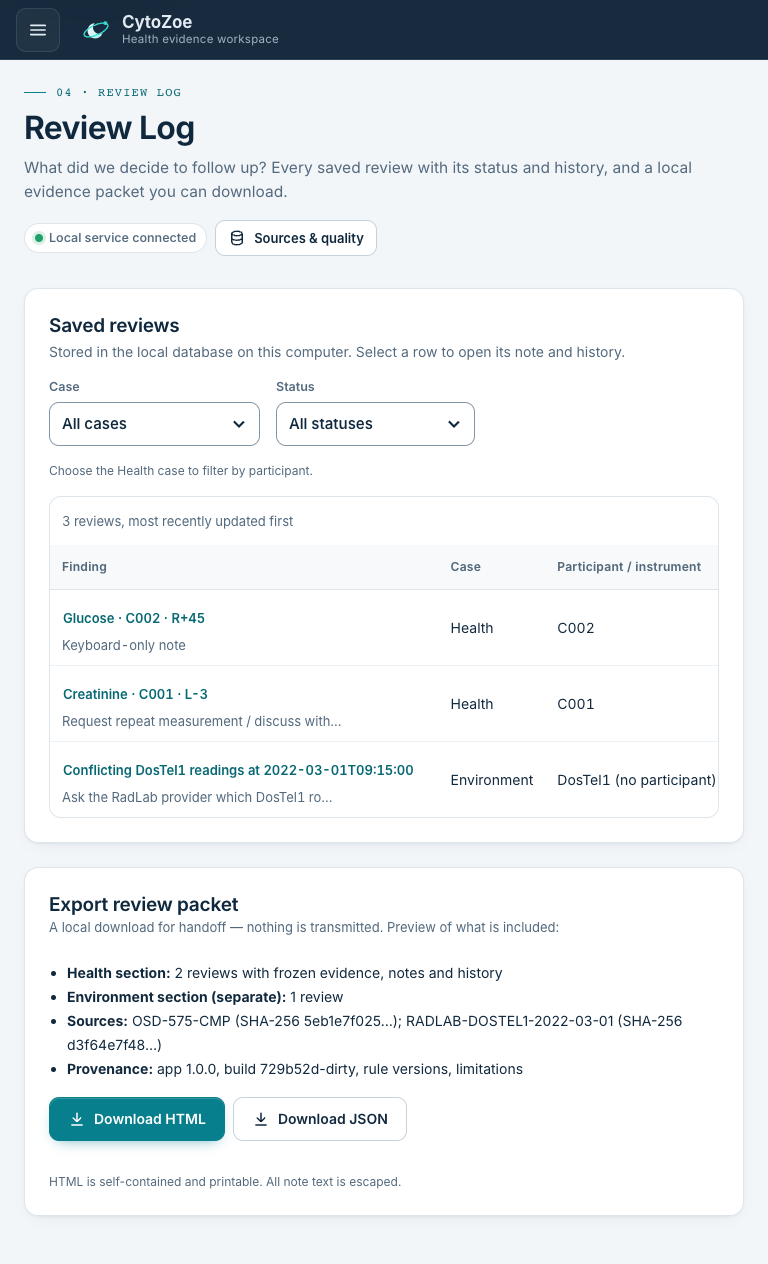 CytoZoe
Health evidence workspace
04 · REVIEW LOG
Review Log
What did we decide to follow up? Every saved review with its status and history, and a local
evidence packet you can download.
Local service connected
Sources & quality
Saved reviews
Stored in the local database on this computer. Select a row to open its note and history.
Case
Status
All cases
All statuses
Choose the Health case to filter by participant.
3 reviews, most recently updated first
Finding
Case
Participant / instrument
Glucose · C002 · R+45
Keyboard-only note
Health
C002
Creatinine · C001 · L-3
Request repeat measurement / discuss with...
Health
C001
Conflicting DosTel1 readings at 2022-03-01T09:15:00
Ask the RadLab provider which DosTel1 ro...
Environment
DosTel1 (no participant)
Export review packet
A local download for handoff — nothing is transmitted. Preview of what is included:
• Health section: 2 reviews with frozen evidence, notes and history
• Environment section (separate): 1 review
• Sources: OSD-575-CMP (SHA-256 5eb1e7f025...); RADLAB-DOSTEL1-2022-03-01 (SHA-256
d3f64e7f48...)
• Provenance: app 1.0.0, build 729b52d-dirty, rule versions, limitations
Download HTML
Download JSON
HTML is self-contained and printable. All note text is escaped.